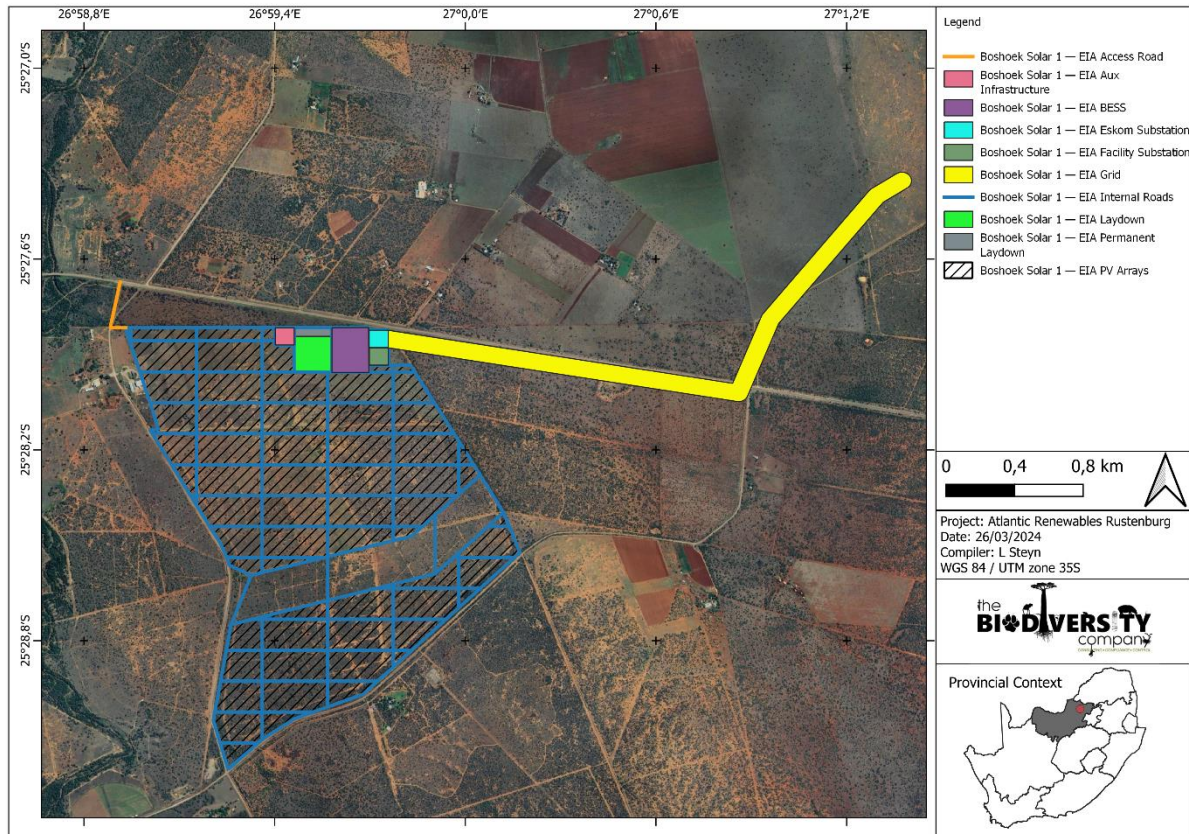 26°58,8'E
26°59,4'E
27°0,0'E
27°0,6'E
27°1,2'E
25°27,0'S
25°27,6'S
25°28,2'S
25°28,8'S
Legend
Boshoek Solar 1 — EIA Access Road
Boshoek Solar 1 — EIA Aux
Infrastructure
Boshoek Solar 1 — EIA BESS
Boshoek Solar 1 — EIA Eskom Substation
Boshoek Solar 1 — EIA Facility Substation
Boshoek Solar 1 — EIA Grid
Boshoek Solar 1 — EIA Internal Roads
Boshoek Solar 1 — EIA Laydown
Boshoek Solar 1 — EIA Permanent
Laydown
Boshoek Solar 1 — EIA PV Arrays
0 0,4 0,8 km
Project: Atlantic Renewables Rustenburg
Date: 26/03/2024
Compiler: L Steyn
WGS 84 / UTM zone 35S
the
BIODIVERSITY
company
Provincial Context